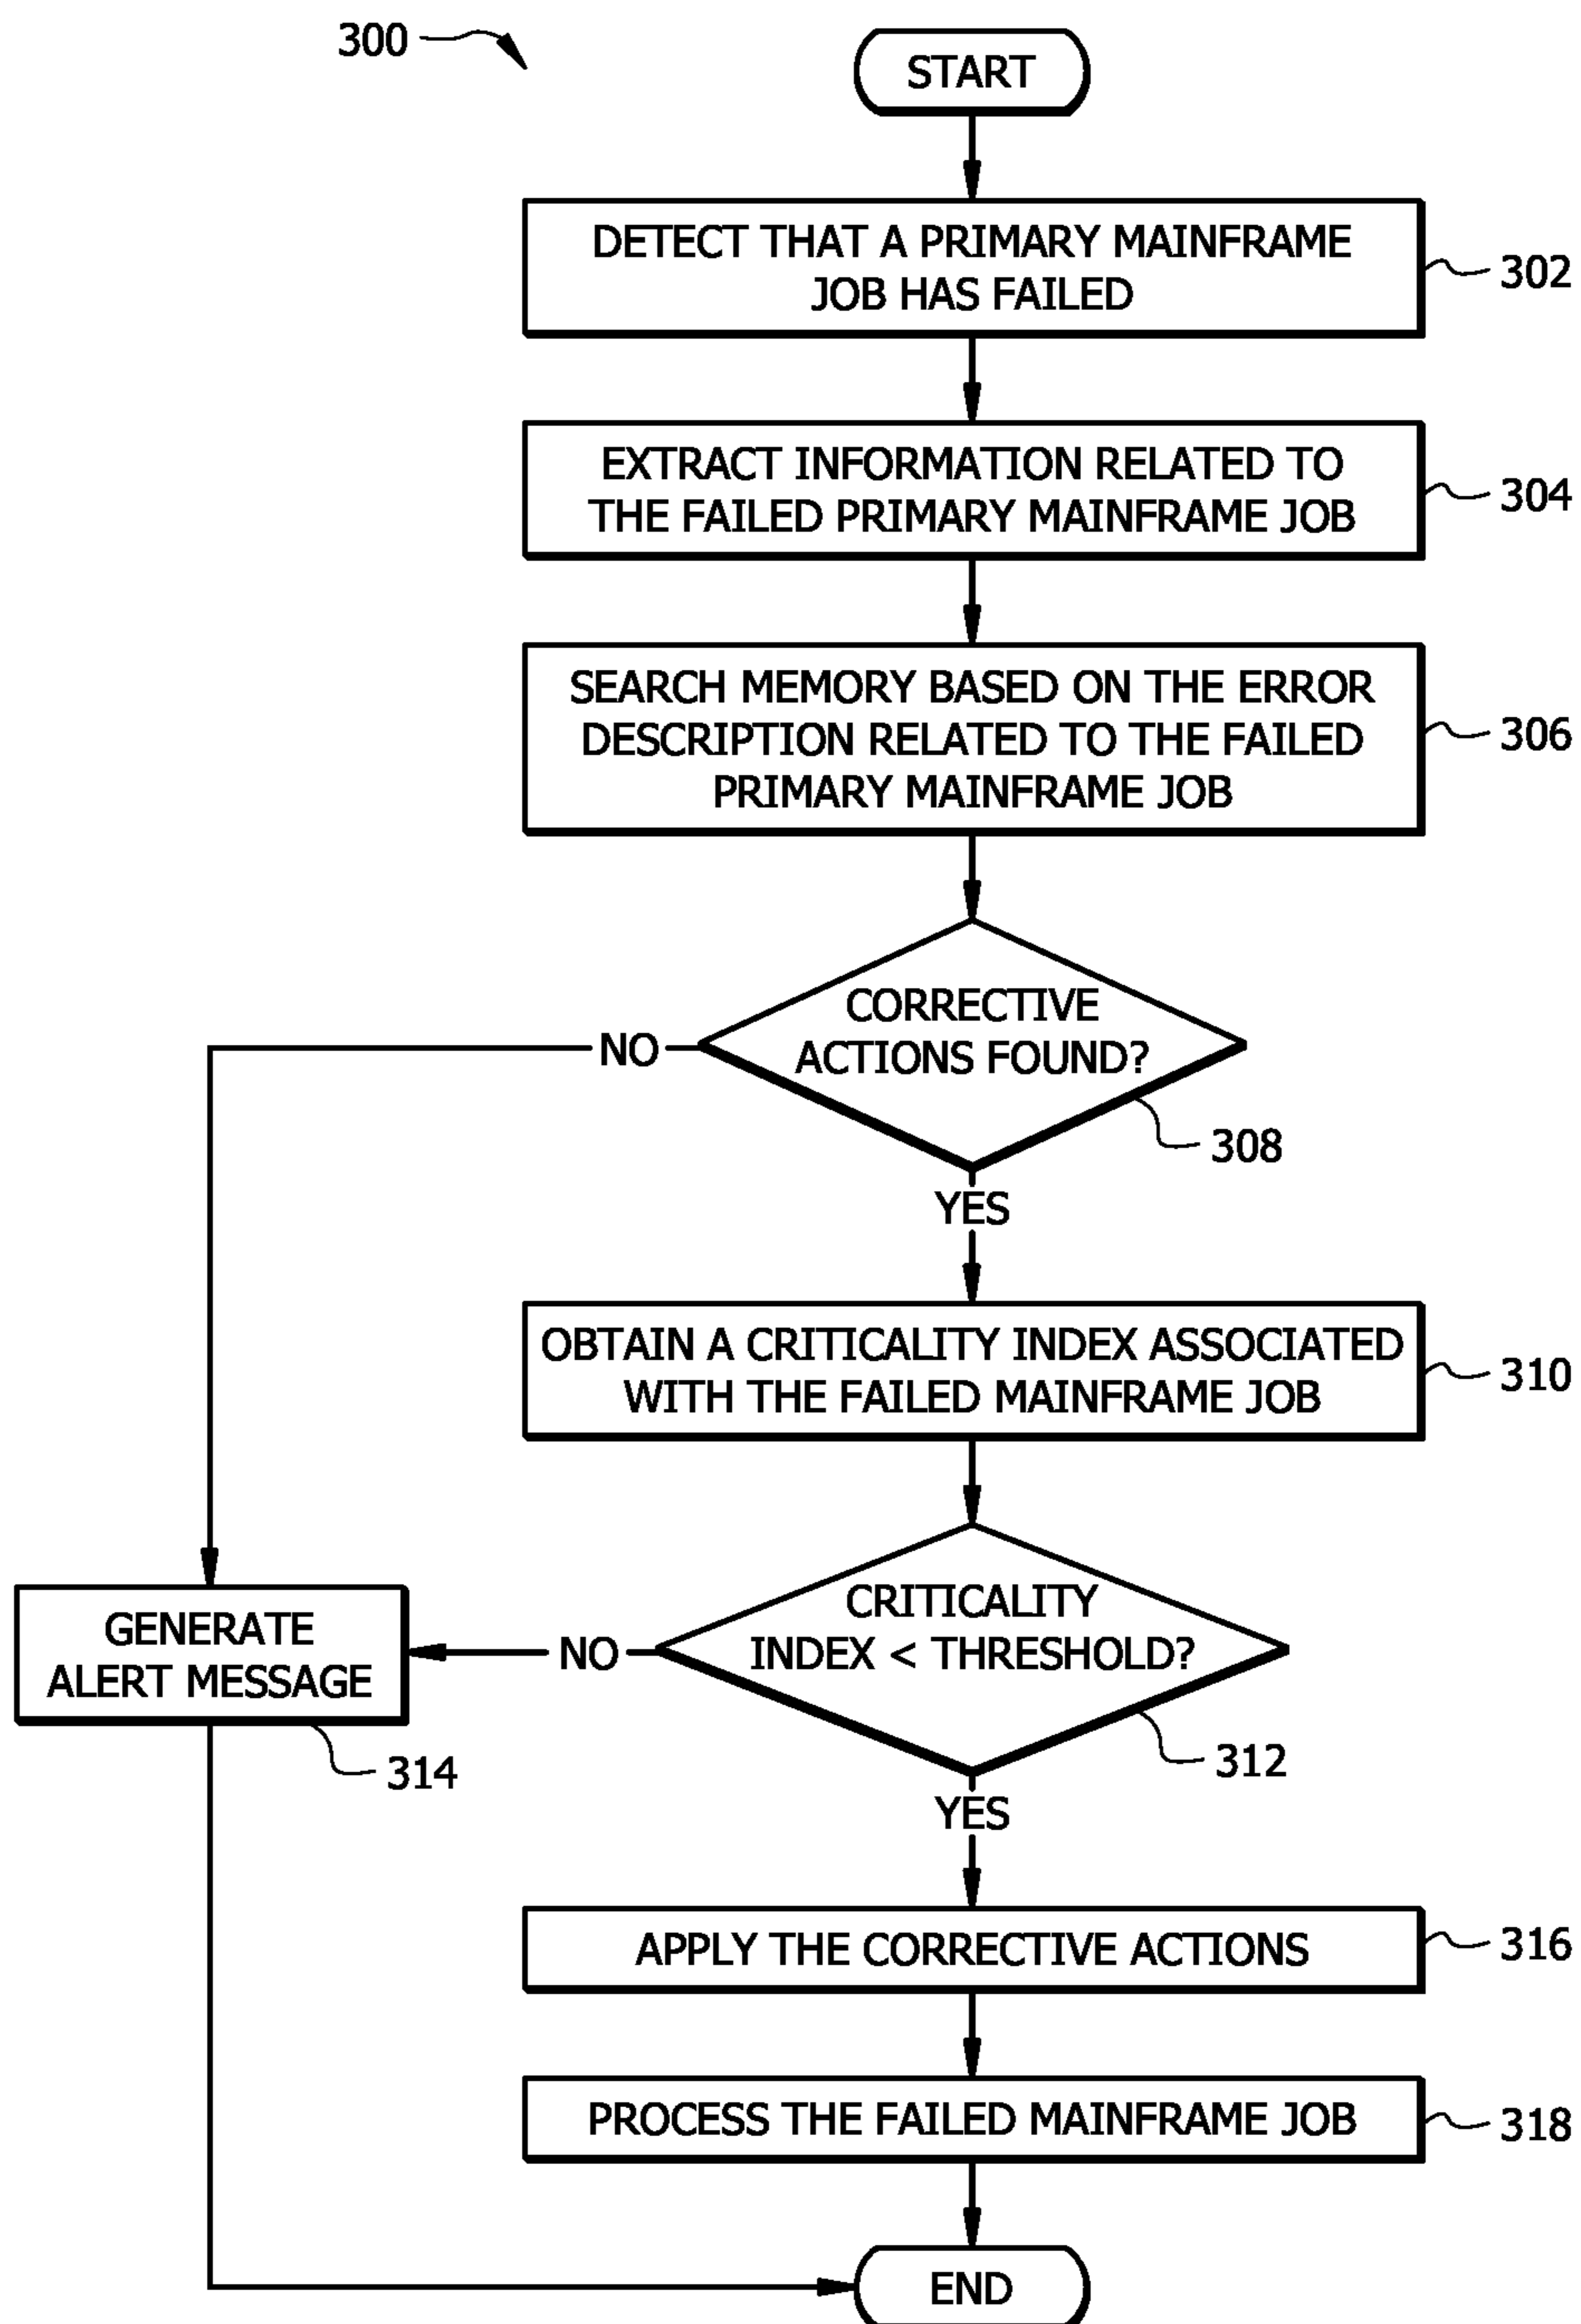 300
START
DETECT THAT A PRIMARY MAINFRAME
JOB HAS FAILED
302
EXTRACT INFORMATION RELATED TO
THE FAILED PRIMARY MAINFRAME JOB
304
SEARCH MEMORY BASED ON THE ERROR
DESCRIPTION RELATED TO THE FAILED
PRIMARY MAINFRAME JOB
306
CORRECTIVE
ACTIONS FOUND?
NO
308
YES
OBTAIN A CRITICALITY INDEX ASSOCIATED
WITH THE FAILED MAINFRAME JOB
310
CRITICALITY
INDEX < THRESHOLD?
NO
GENERATE
ALERT MESSAGE
312
314
YES
APPLY THE CORRECTIVE ACTIONS
316
PROCESS THE FAILED MAINFRAME JOB
318
END